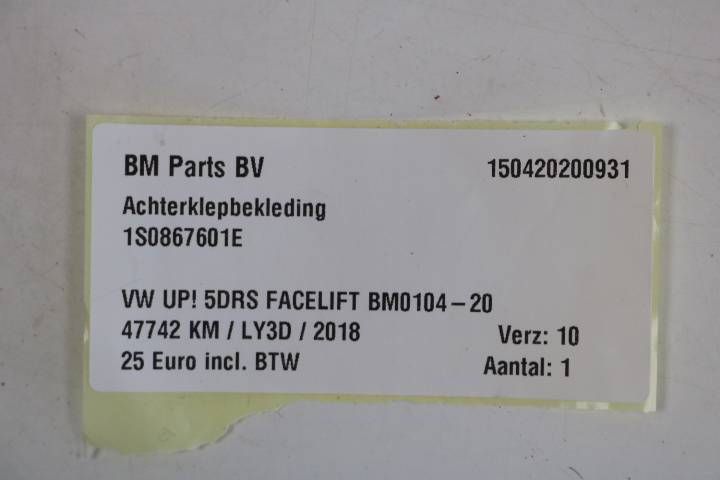 BM Parts BV 150420200931
Achterklepbekleding
1S0867601E
VW UP! 5DRS FACELIFT BM0104-20
47742 KM / LY3D / 2018 Verz: 10
25 Euro incl. BTW Aantal: 1